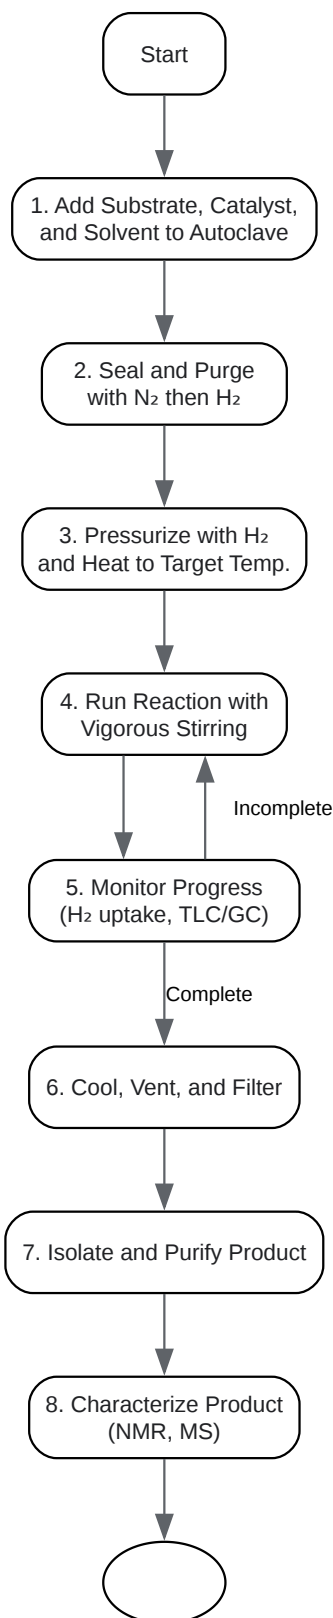 Start
1. Add Substrate, Catalyst,
and Solvent to Autoclave
2. Seal and Purge
with N₂ then H₂
3. Pressurize with H₂
and Heat to Target Temp.
4. Run Reaction with
Vigorous Stirring
Incomplete
5. Monitor Progress
(H₂ uptake, TLC/GC)
Complete
6. Cool, Vent, and Filter
7. Isolate and Purify Product
8. Characterize Product
(NMR, MS)